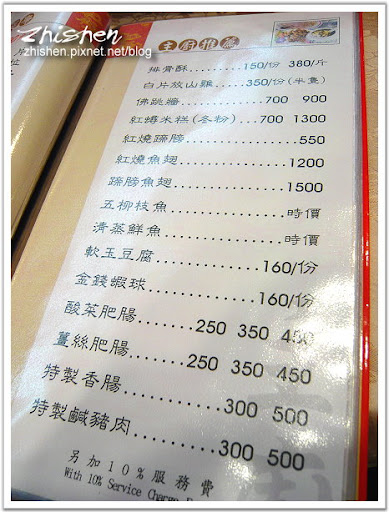 zhishen
zhishen.pixnet.net/blog
主廚推薦
排骨酥.........150/份 380/斤
白片放山雞.......350/份(半隻)
佛跳牆.............700 900
紅蟳米糕(冬粉)...700 1300
紅燒蹄膀..................550
紅燒魚翅................1200
蹄膀魚翅................1500
五柳枝魚................時價
清蒸鮮魚................時價
軟玉豆腐............160/份
金錢蝦球............160/份
酸菜肥腸.......250 350 450
薑絲肥腸.......250 350 450
特製香腸............300 500
特製鹹豬肉.........300 500
另加10%服務費
With 10% Service Charge